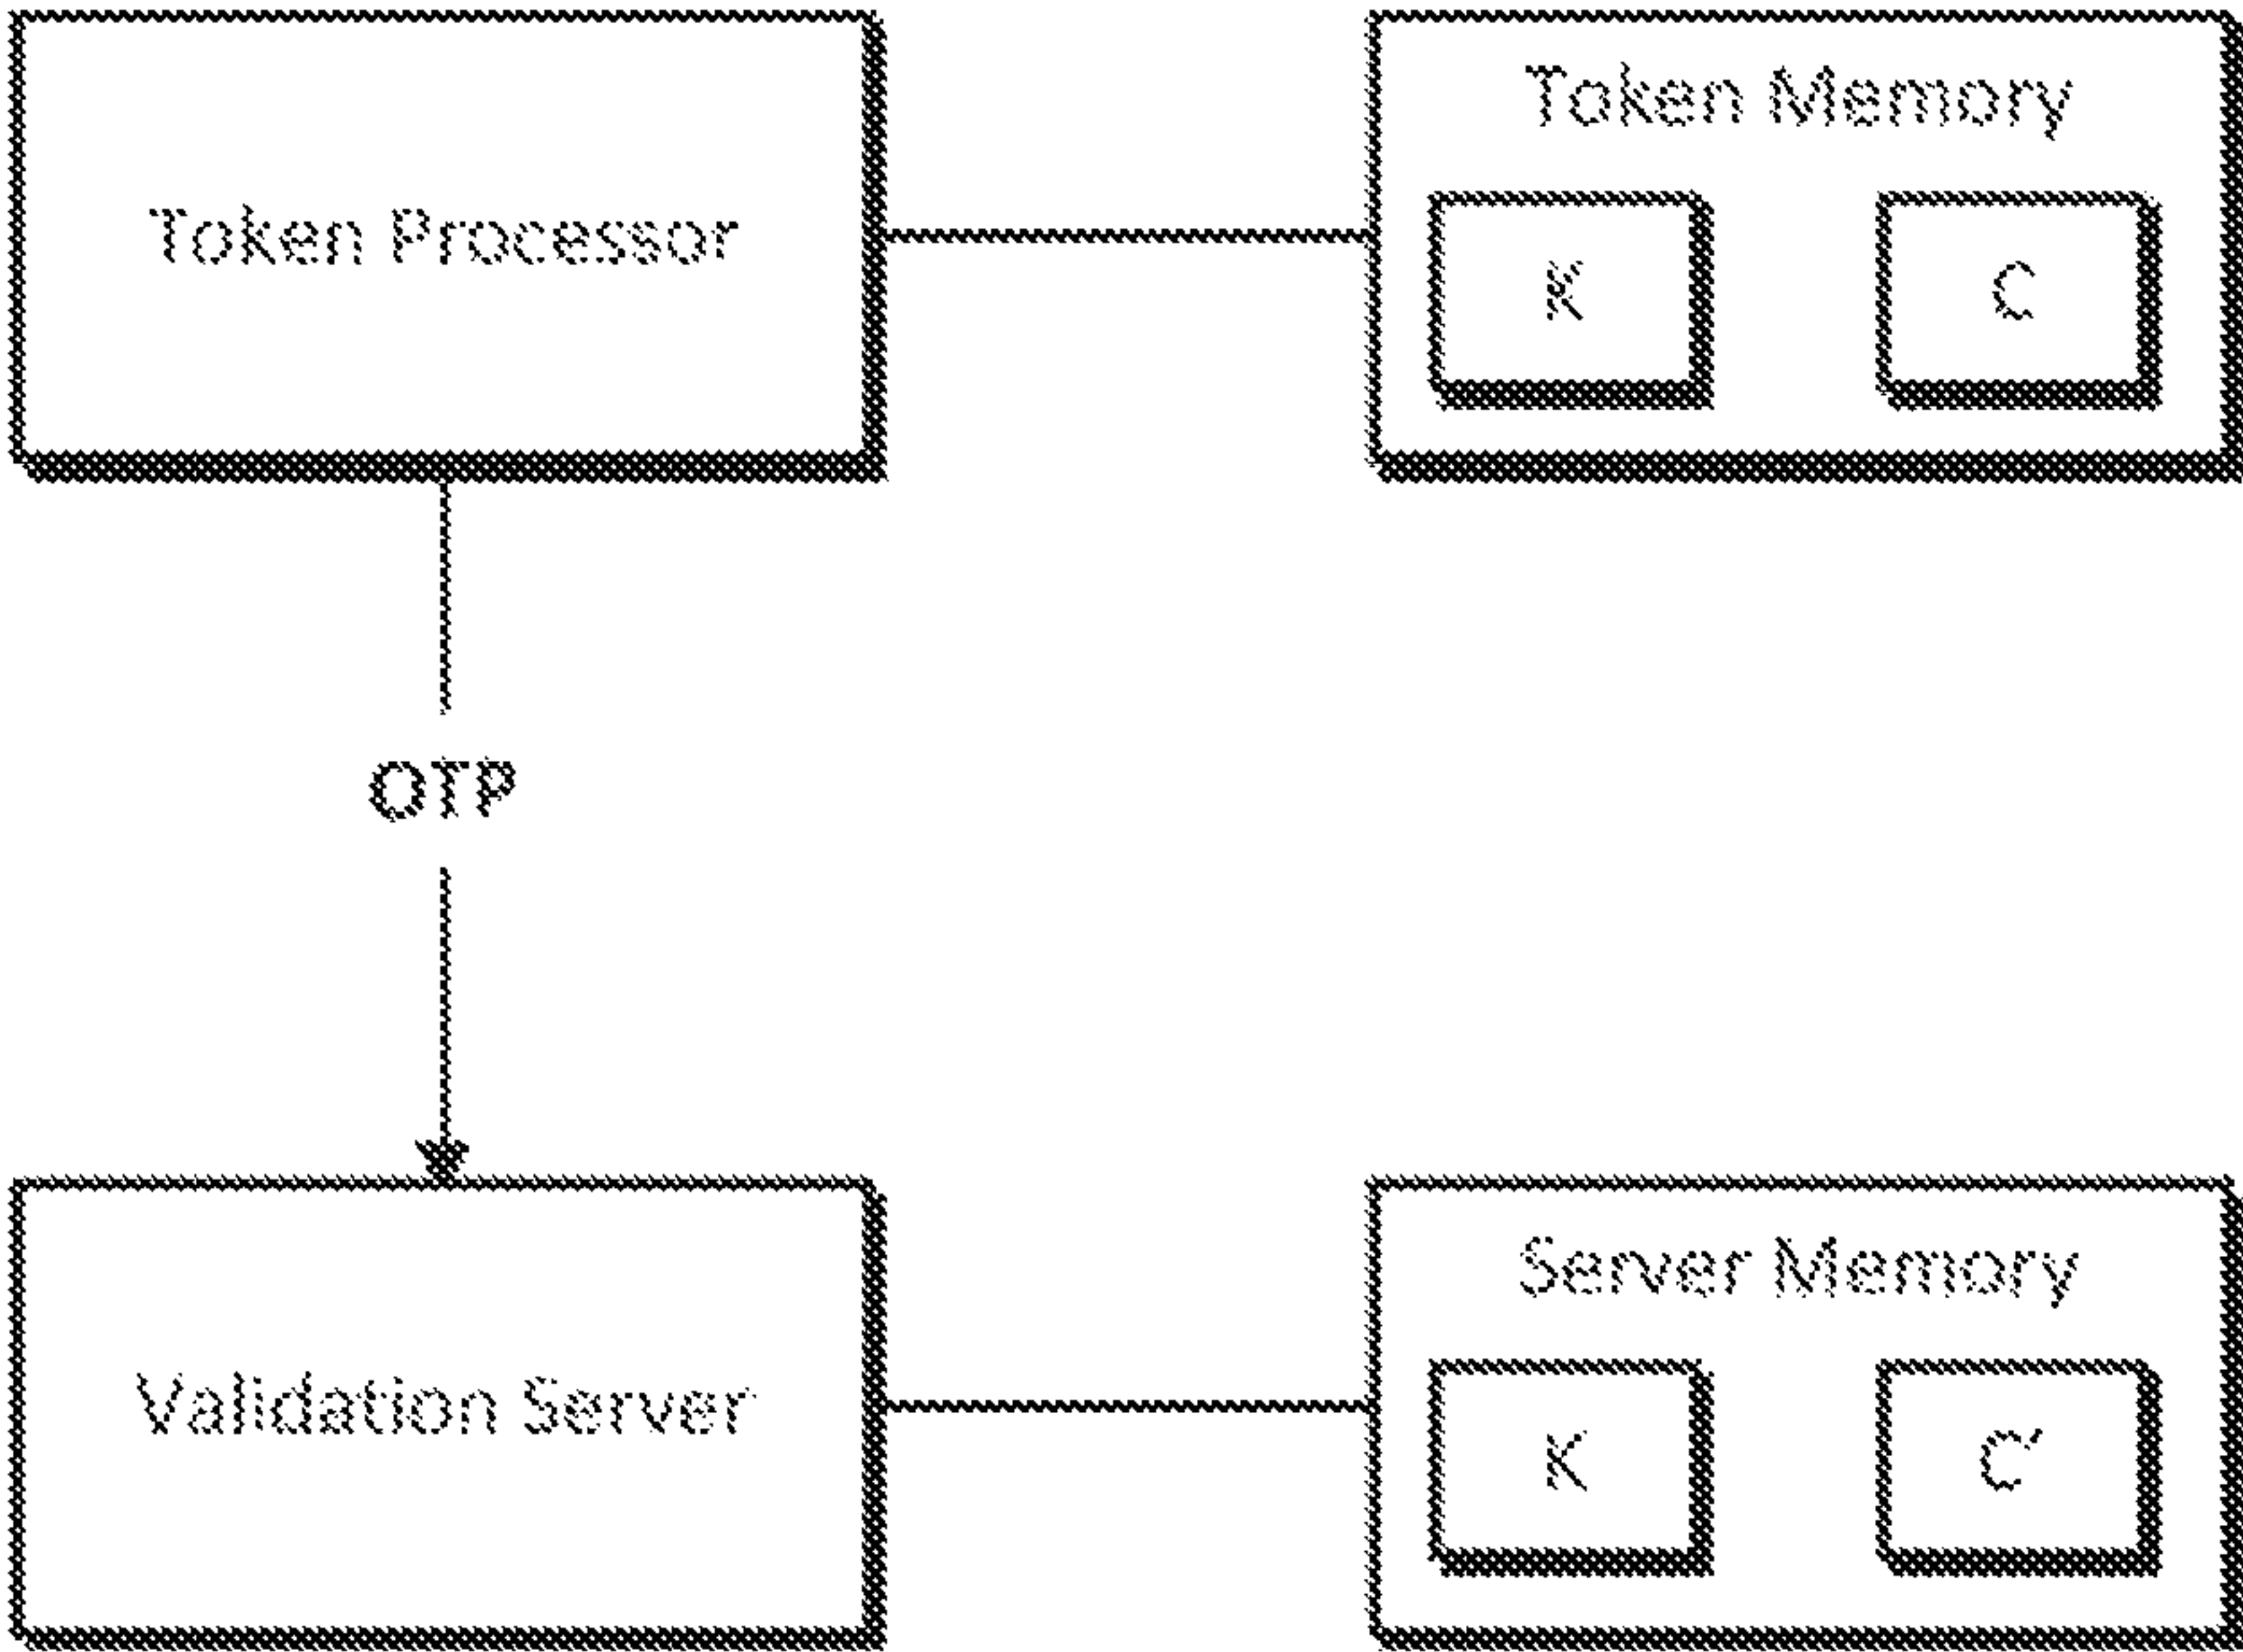 Token Processor
Token Memory
K
C
OTP
Validation Server
Server Memory
K
C'